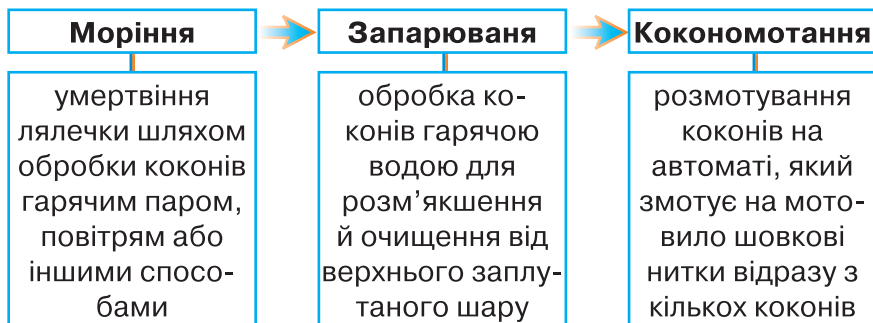 Моріння
Запарюваня
Кокономотання
умертвіння
лялечки шляхом
обробки коконів
гарячим паром,
повітрям або
іншими спосо-
бами
обробка ко-
конів гарячою
водою для
розм’якшення
й очищення від
верхнього заплу-
таного шару
розмотування
коконів на
автоматі, який
змотує на мото-
вило шовкові
нитки відразу з
кількох коконів